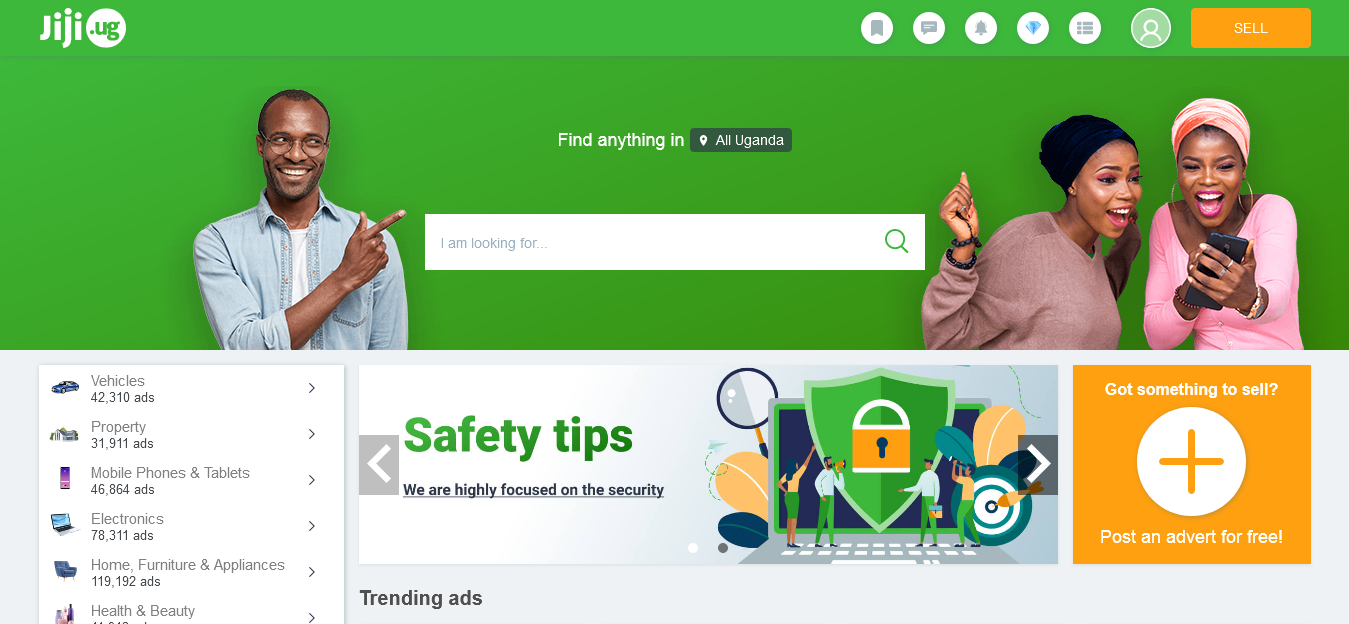 Jiji.ug
SELL
Find anything in All Uganda
I am looking for...
Vehicles
42,310 ads
Property
31,911 ads
Mobile Phones & Tablets
46,864 ads
Electronics
78,311 ads
Home, Furniture & Appliances
119,192 ads
Health & Beauty
Safety tips
We are highly focused on the security
Got something to sell?
Post an advert for free!
Trending ads